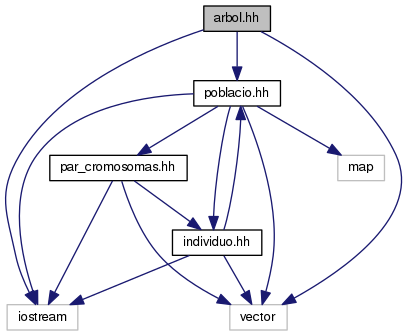 arbol.hh
poblacio.hh
par_cromosomas.hh
map
individuo.hh
iostream
vector